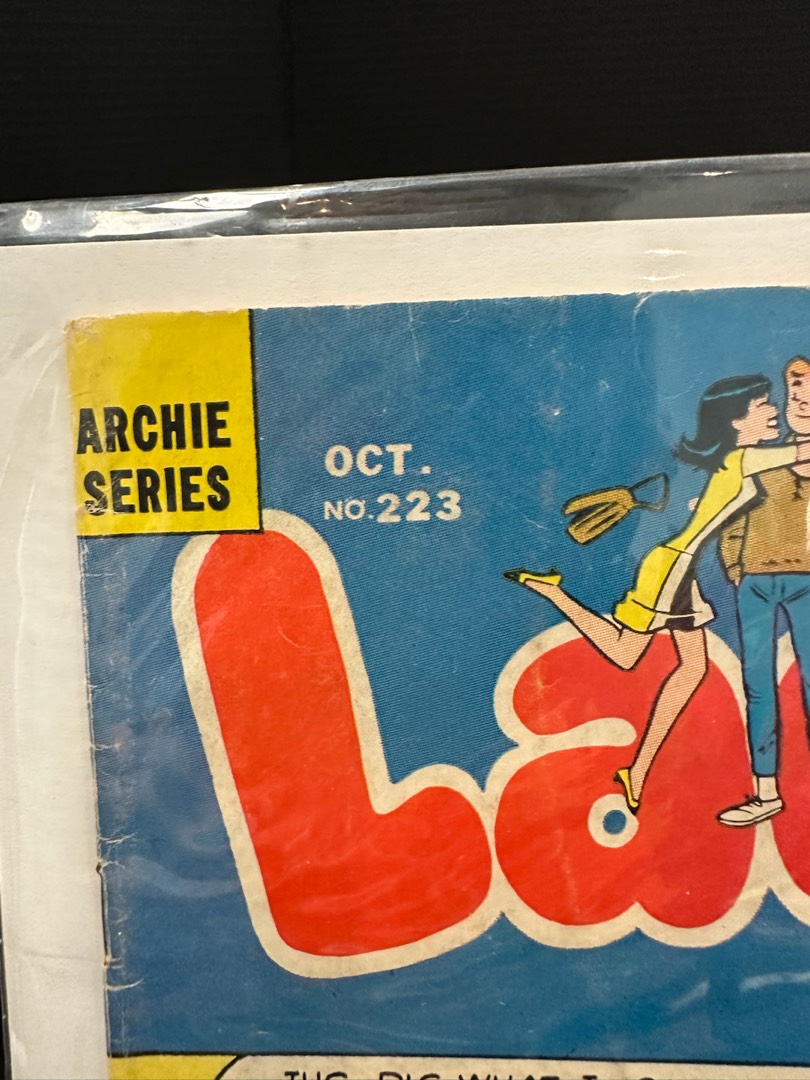 ARCHIE
SERIES
OCT.
NO.223
La